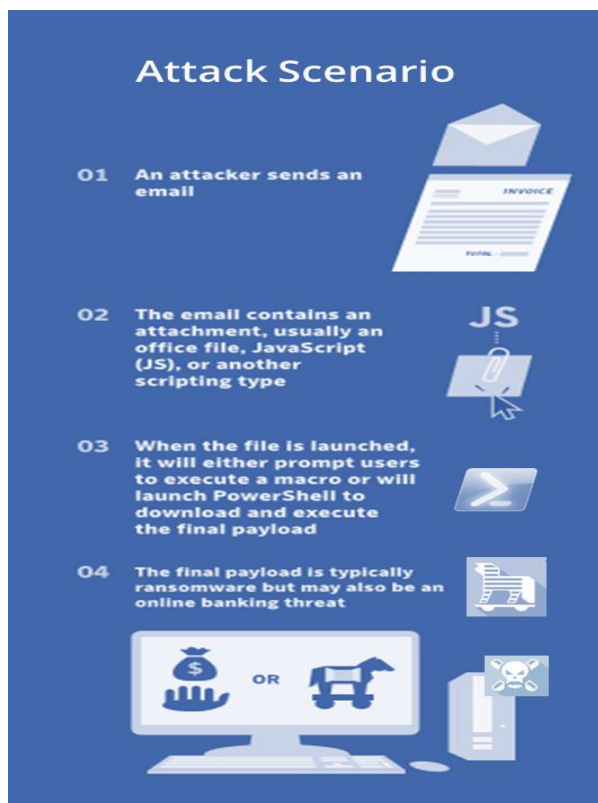 Attack Scenario
01 An attacker sends an
email
INVOICE
TOTAL -
02 The email contains an
attachment, usually an
office file, JavaScript
(JS), or another
scripting type
JS
03 When the file is launched,
it will either prompt users
to execute a macro or will
launch PowerShell to
download and execute
the final payload
04 The final payload is typically
ransomware but may also be an
online banking threat
$
OR